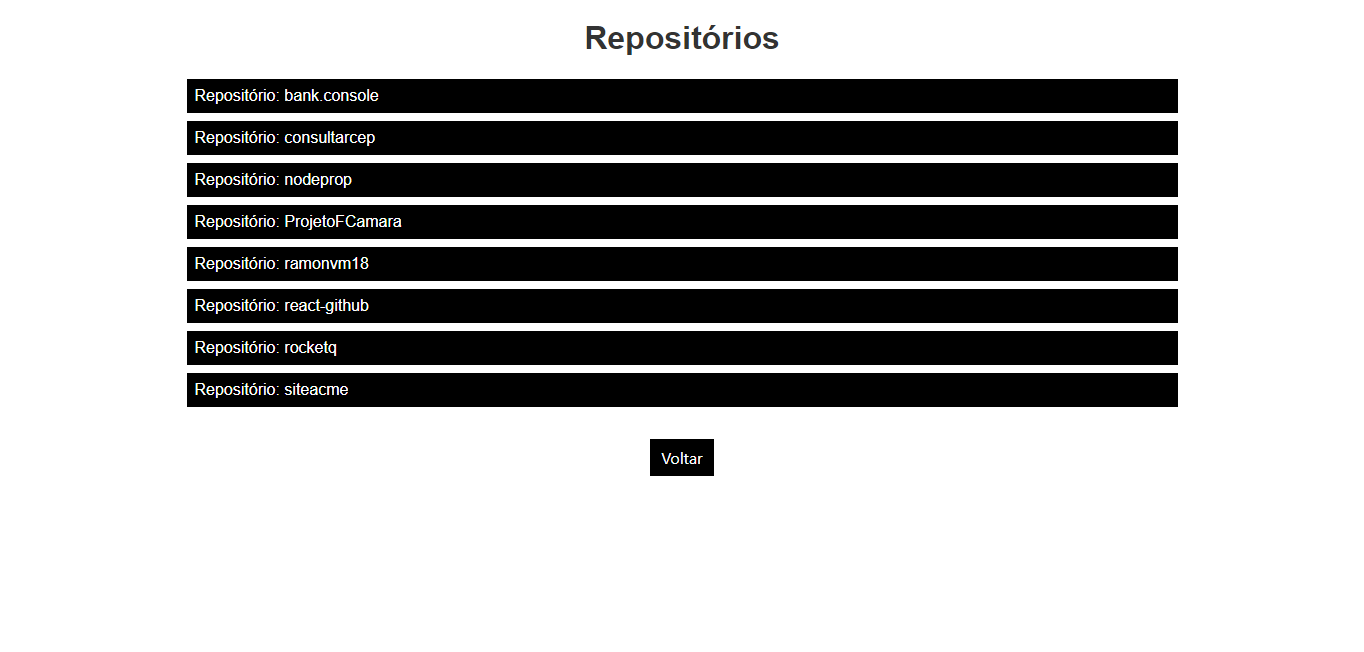 Repositórios
Repositório: bank.console
Repositório: consultarcep
Repositório: nodeprop
Repositório: ProjetoFCamara
Repositório: ramonvm18
Repositório: react-github
Repositório: rocketq
Repositório: siteacme
Voltar